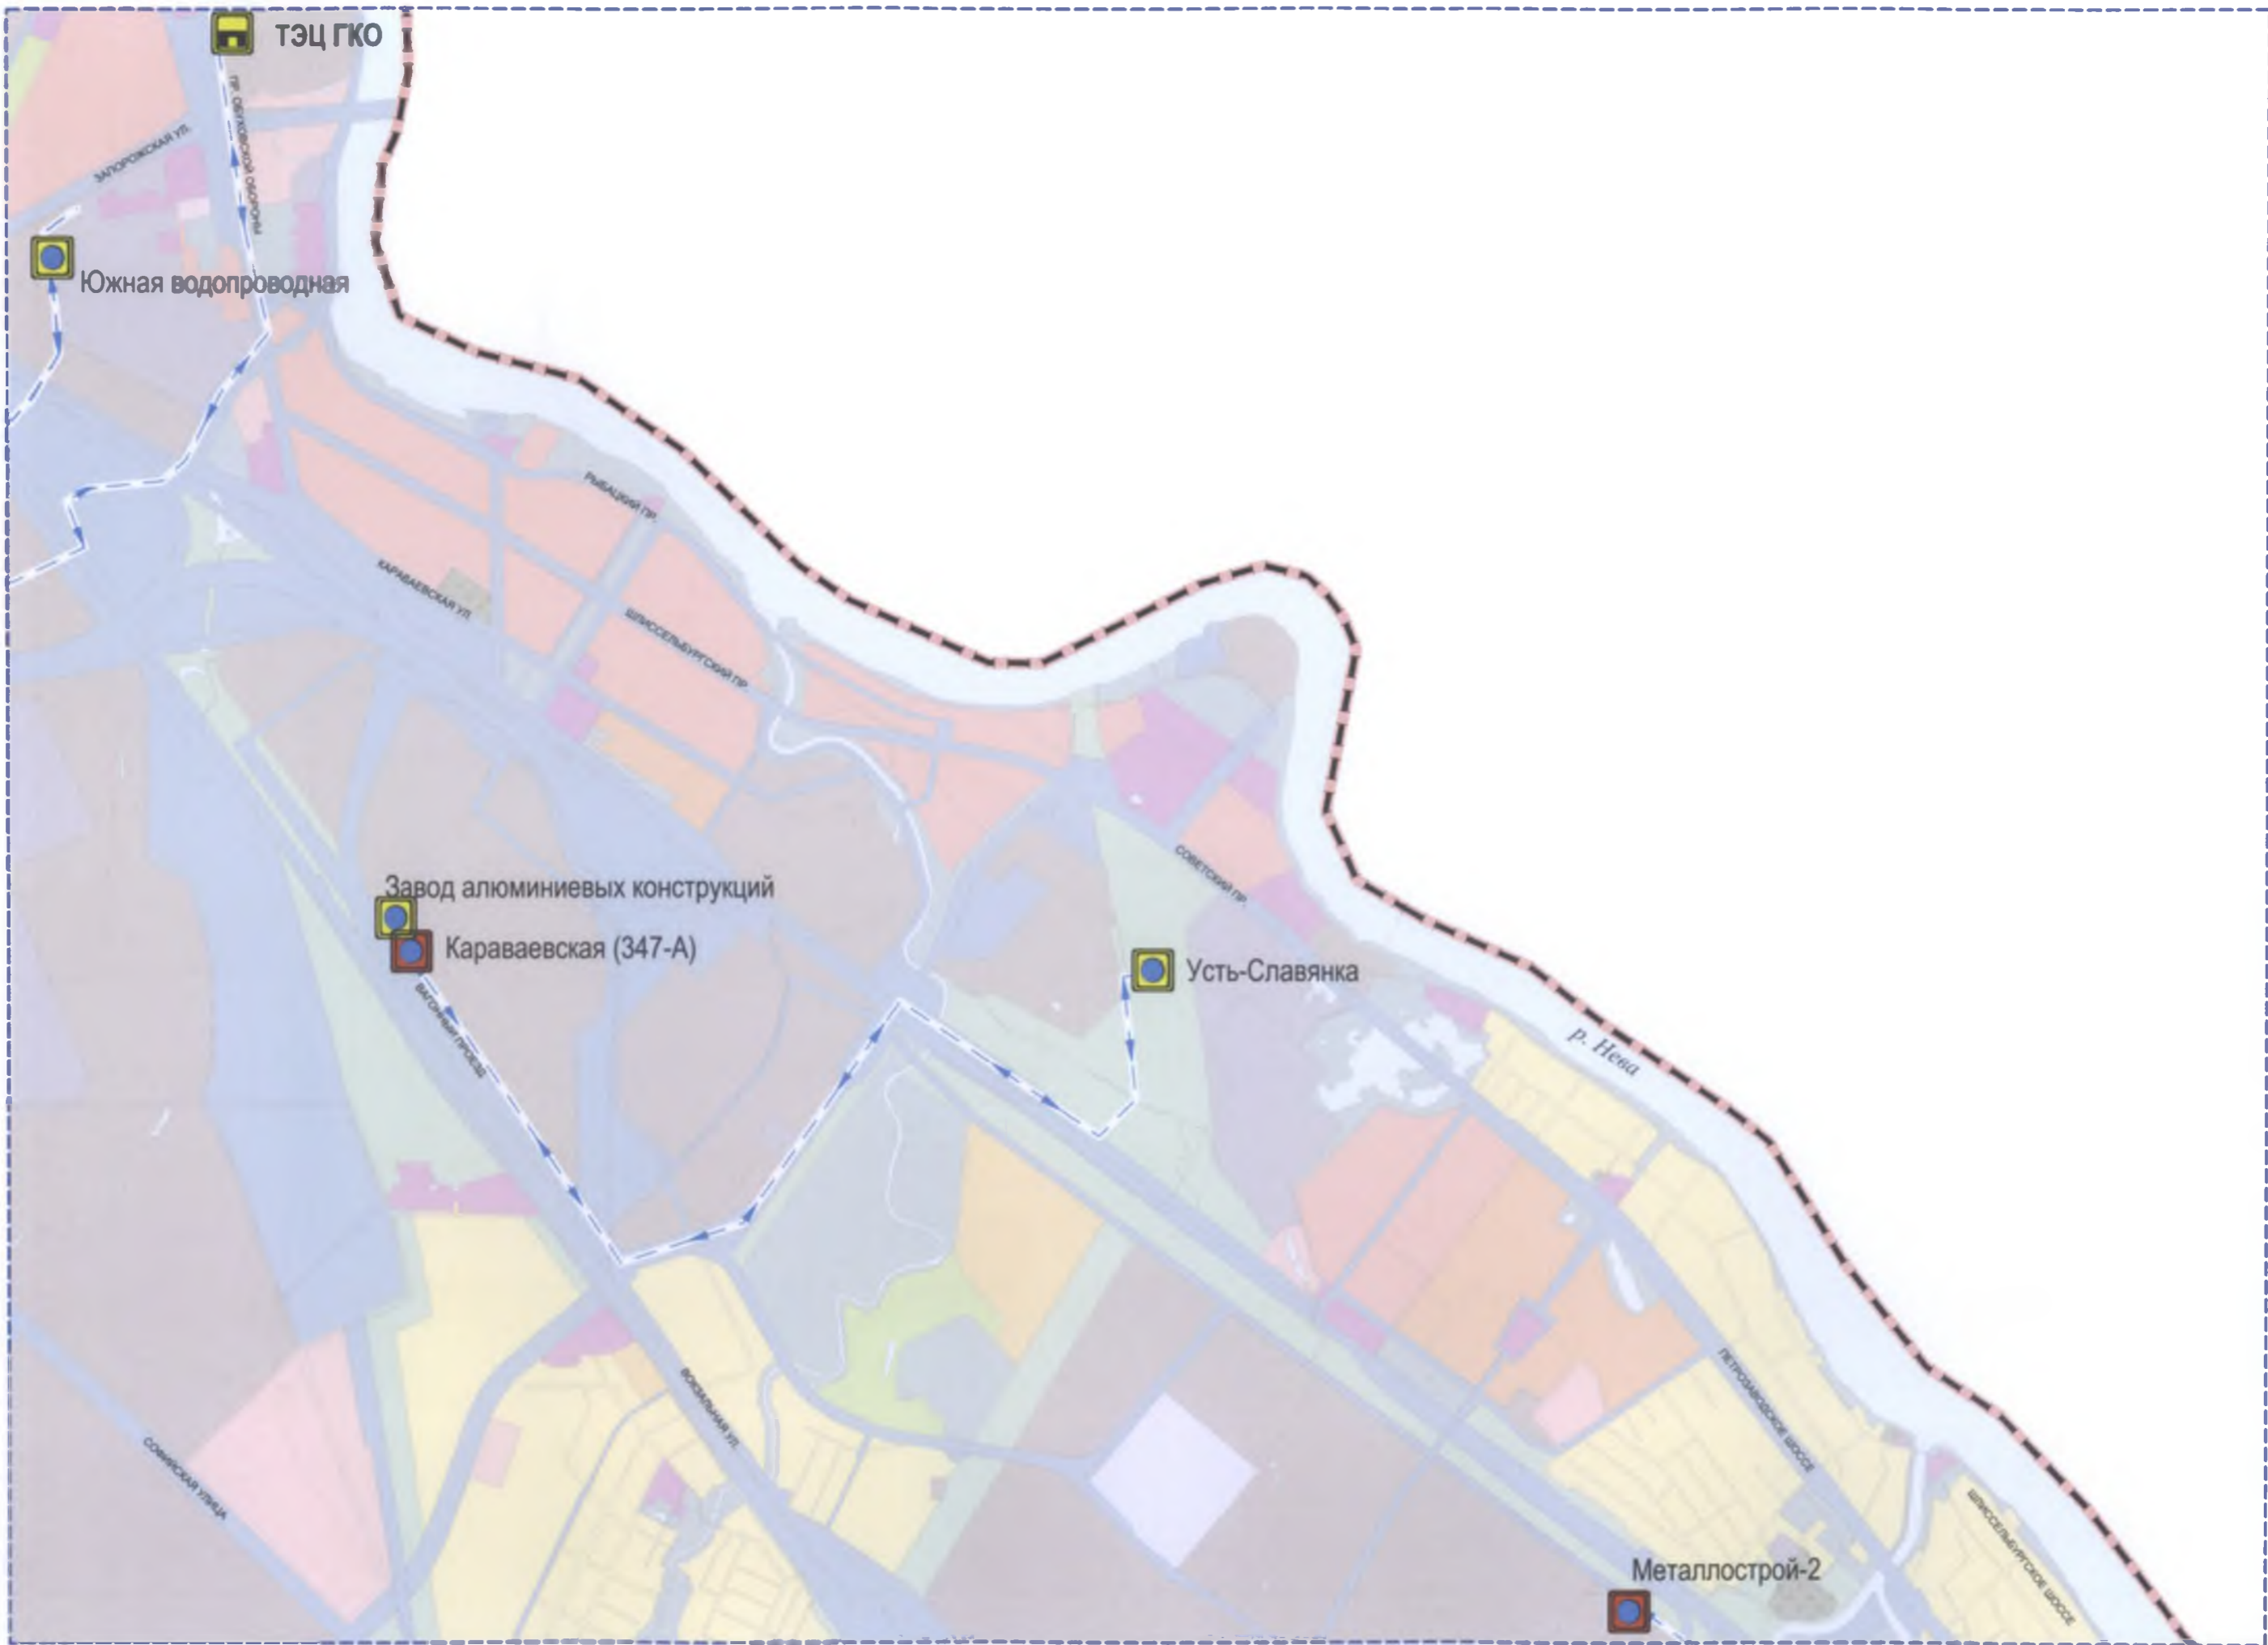 ТЭЦ ГКО
ПР. ОБУХОВСКОЙ ОБОРОНЫ
ЗАПОРОЖСКАЯ УЛ.
Южная водопроводная
РЫБАЦКИЙ ПР.
КАРАВАЕВСКАЯ УЛ.
ШЛИССЕЛЬБУРГСКИЙ ПР.
СОВЕТСКИЙ ПР.
Завод алюминиевых конструкций
Караваевская (347-А)
Усть-Славянка
ВАГОННЫЙ ПРОЕЗД
р. Нева
ВОКЗАЛЬНАЯ УЛ.
ПЕТРОЗАВОДСКОЕ ШОССЕ
СОФИЙСКАЯ УЛИЦА
ШЛИССЕЛЬБУРГСКОЕ ШОССЕ
Металлострой-2